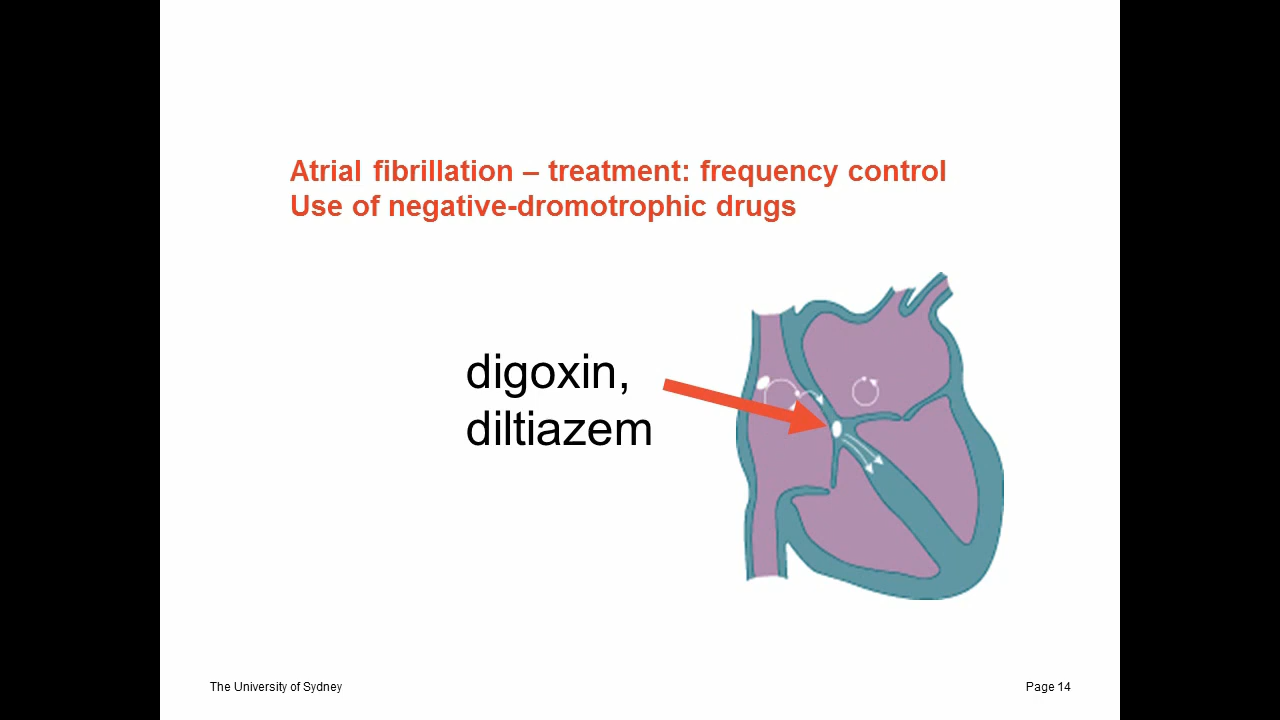 Atrial fibrillation – treatment: frequency control
Use of negative-dromotrophic drugs
digoxin,
diltiazem
The University of Sydney
Page 14